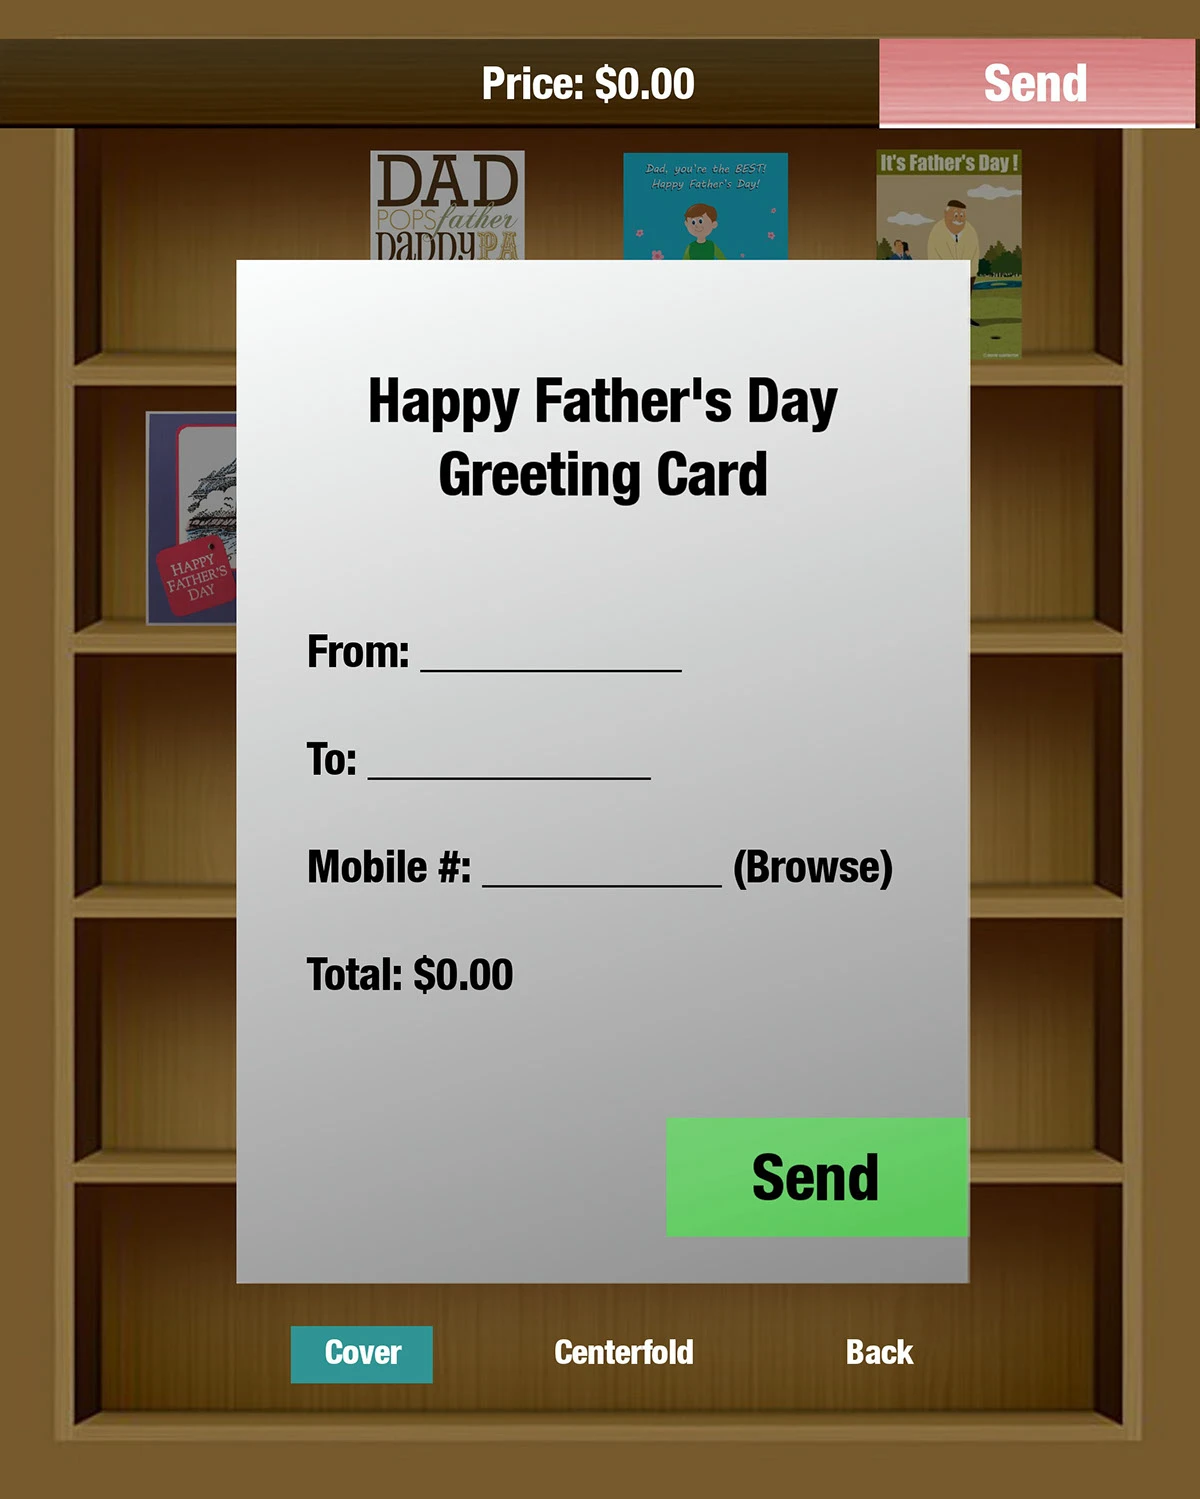 Price: $0.00
Send
DAD
POPS father
DaDDY PA
Dad, you're the BEST!
Happy Father's Day!
It's Father's Day !
HAPPY
FATHER'S
DAY
Happy Father's Day
Greeting Card
From: ____________
To: _____________
Mobile #: ___________ (Browse)
Total: $0.00
Send
Cover
Centerfold
Back